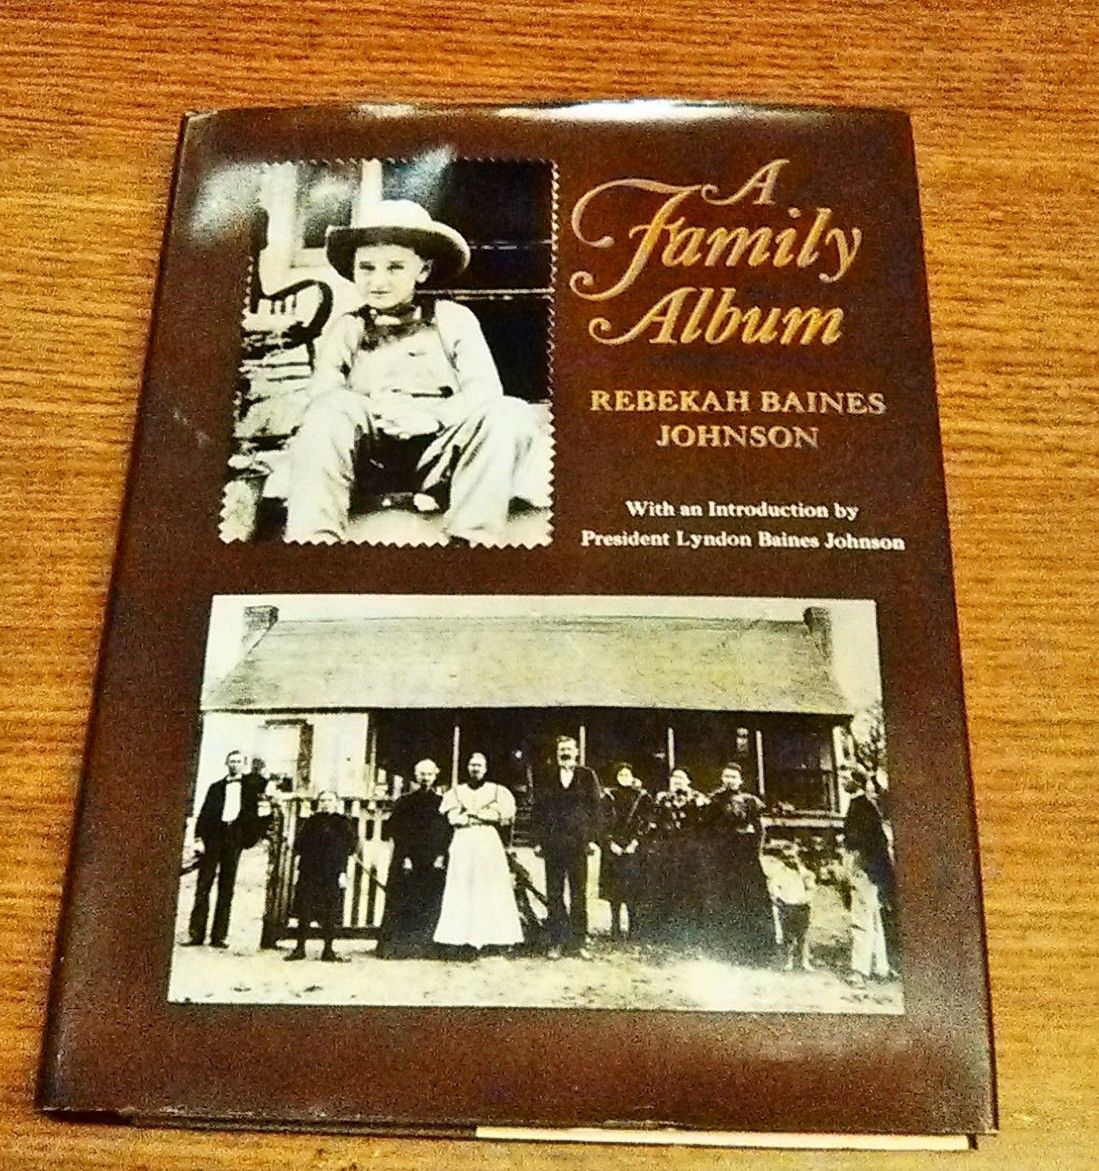 A
Family
Album
REBEKAH BAINES
JOHNSON
With an Introduction by
President Lyndon Baines Johnson